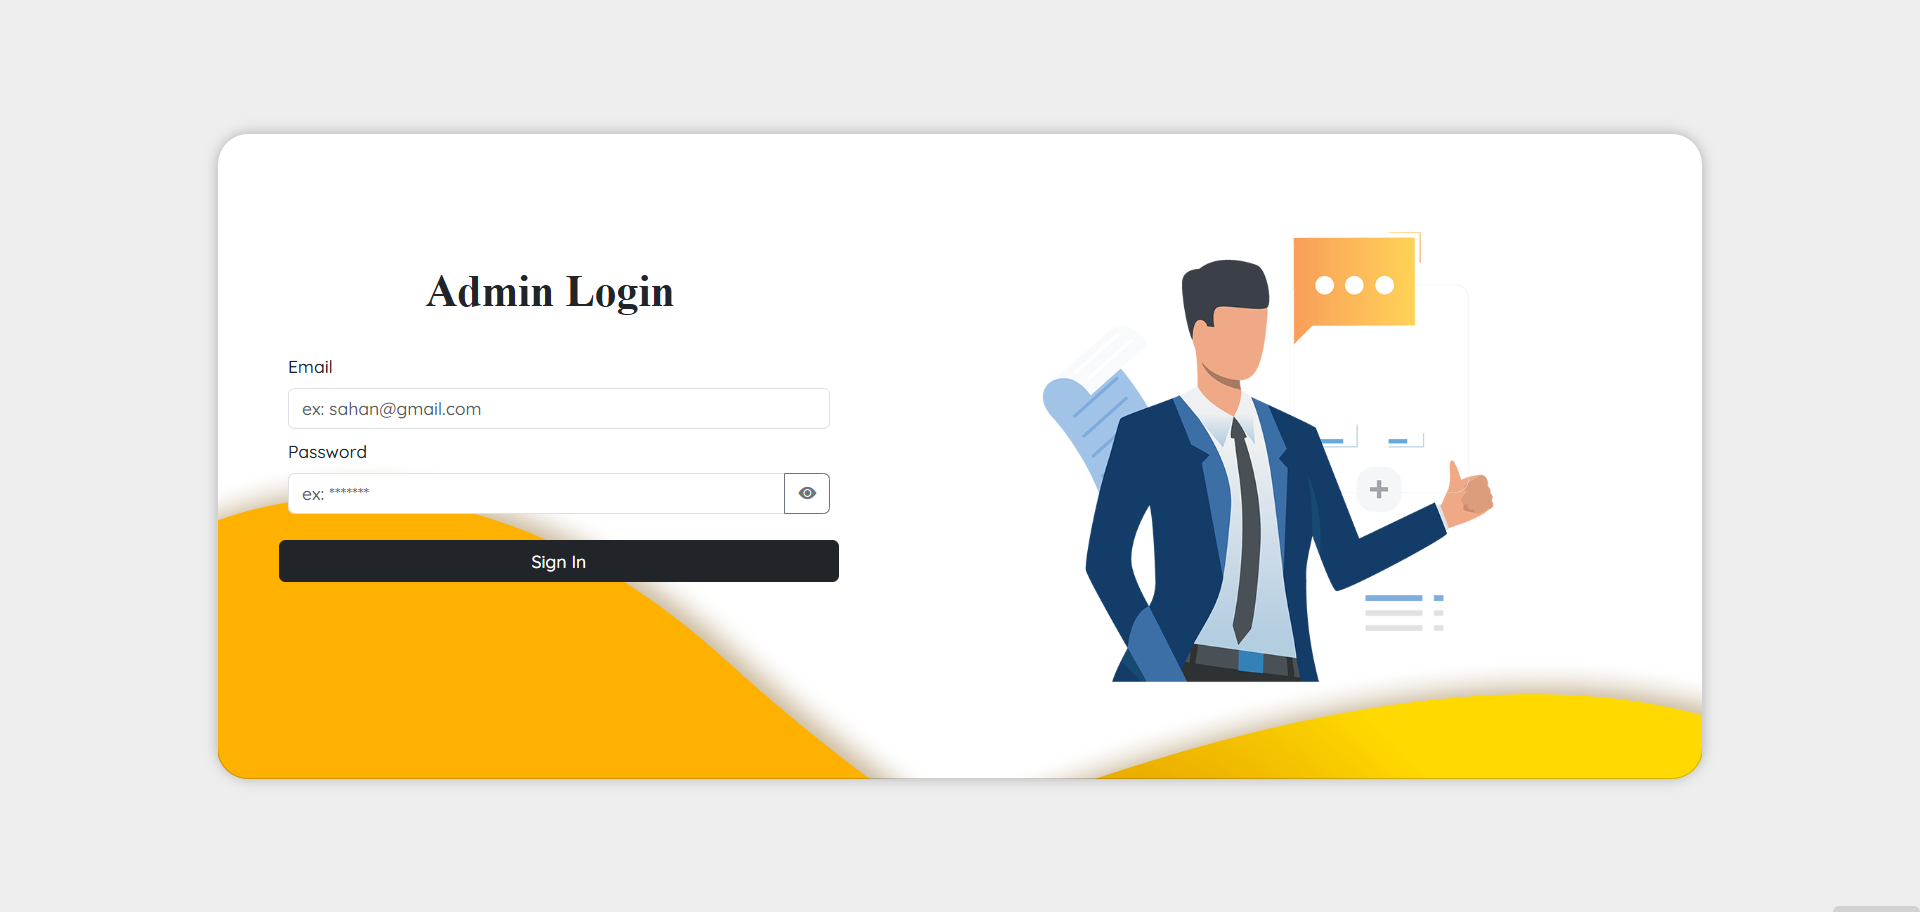 Admin Login
Email
ex: sahan@gmail.com
Password
ex: *******
Sign In